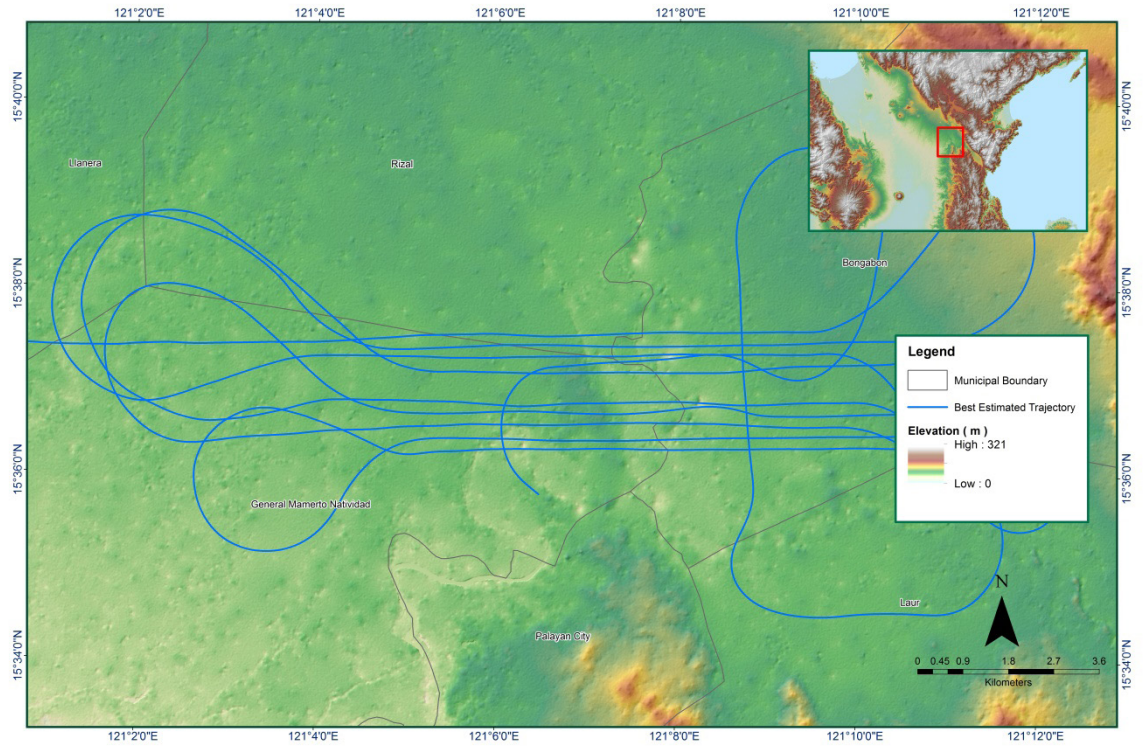 121°2'0"E
121°4'0"E
121°6'0"E
121°8'0"E
121°10'0"E
121°12'0"E
15°40'0"N
15°40'0"N
Llanera
Rizal
Bongabon
15°38'0"N
15°38'0"N
Legend
Municipal Boundary
Best Estimated Trajectory
Elevation ( m )
High : 321
Low : 0
15°36'0"N
15°36'0"N
General Mamerto Natividad
Laur
N
Palayan City
15°34'0"N
15°34'0"N
0 0.45 0.9 1.8 2.7 3.6
Kilometers
121°2'0"E
121°4'0"E
121°6'0"E
121°8'0"E
121°10'0"E
121°12'0"E